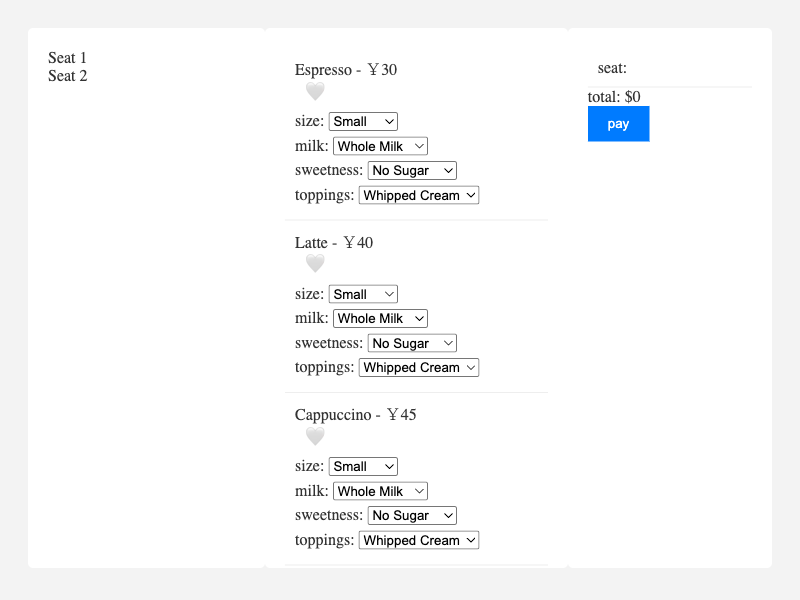 Seat 1
Seat 2
Espresso - ￥30
size: Small
milk: Whole Milk
sweetness: No Sugar
toppings: Whipped Cream
Latte - ￥40
size: Small
milk: Whole Milk
sweetness: No Sugar
toppings: Whipped Cream
Cappuccino - ￥45
size: Small
milk: Whole Milk
sweetness: No Sugar
toppings: Whipped Cream
seat:
total: $0
pay